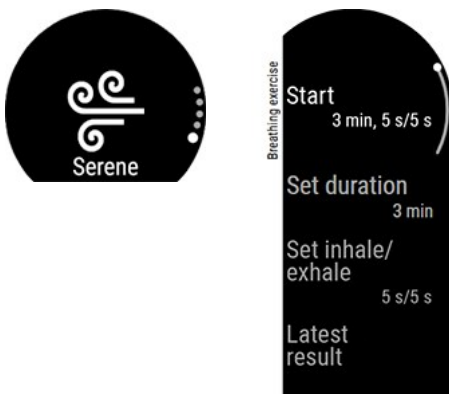 Serene
Breathing exercise
Start
3 min, 5 s/5 s
Set duration
3 min
Set inhale/
exhale
5 s/5 s
Latest
result